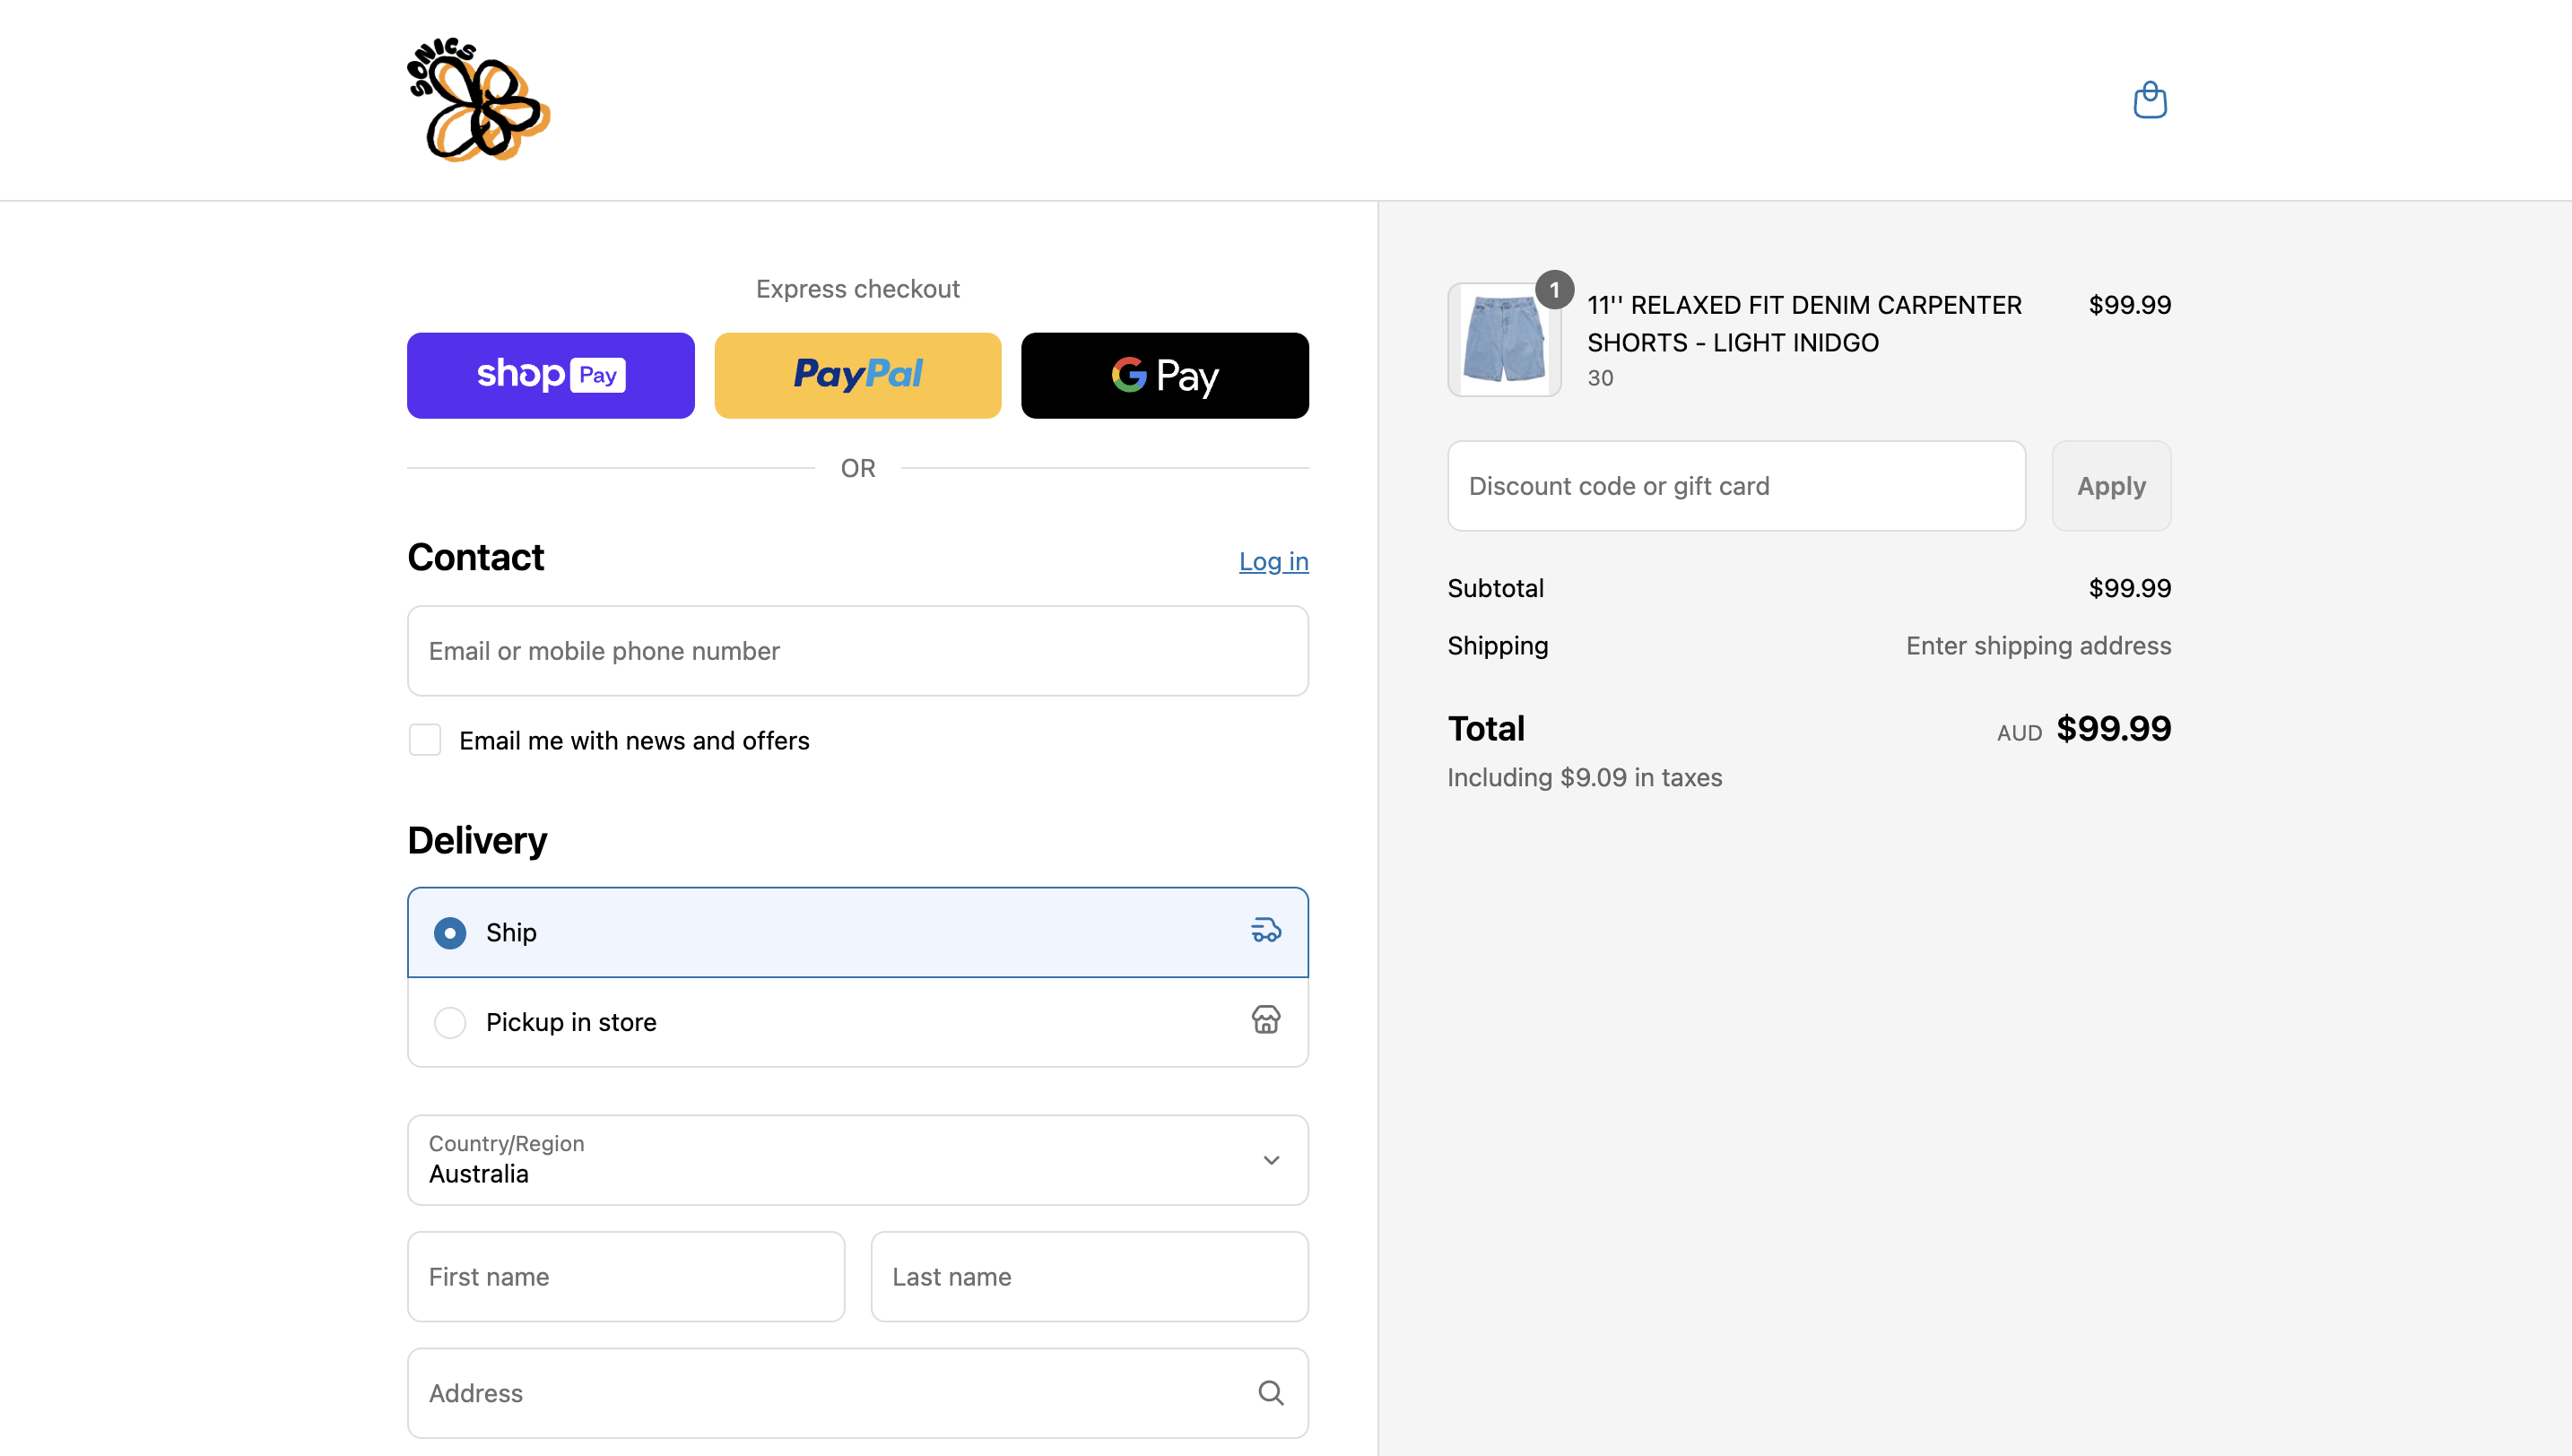 SONICS
Express checkout
shop Pay
PayPal
G Pay
OR
Contact
Log in
Email or mobile phone number
Email me with news and offers
Delivery
Ship
Pickup in store
Country/Region
Australia
First name
Last name
Address
1
11'' RELAXED FIT DENIM CARPENTER $99.99
SHORTS - LIGHT INIDGO
30
Discount code or gift card
Apply
Subtotal $99.99
Shipping Enter shipping address
Total AUD $99.99
Including $9.09 in taxes